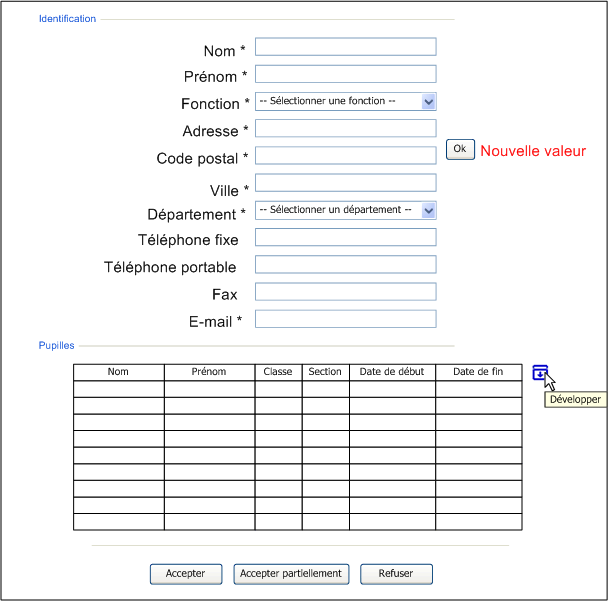 Identification
Nom *
Prénom *
Fonction * -- Sélectionner une fonction --
Adresse *
Code postal * Ok Nouvelle valeur
Ville *
Département * -- Sélectionner un département --
Téléphone fixe
Téléphone portable
Fax
E-mail *
Pupilles
Nom Prénom Classe Section Date de début Date de fin
Développer
Accepter Accepter partiellement Refuser